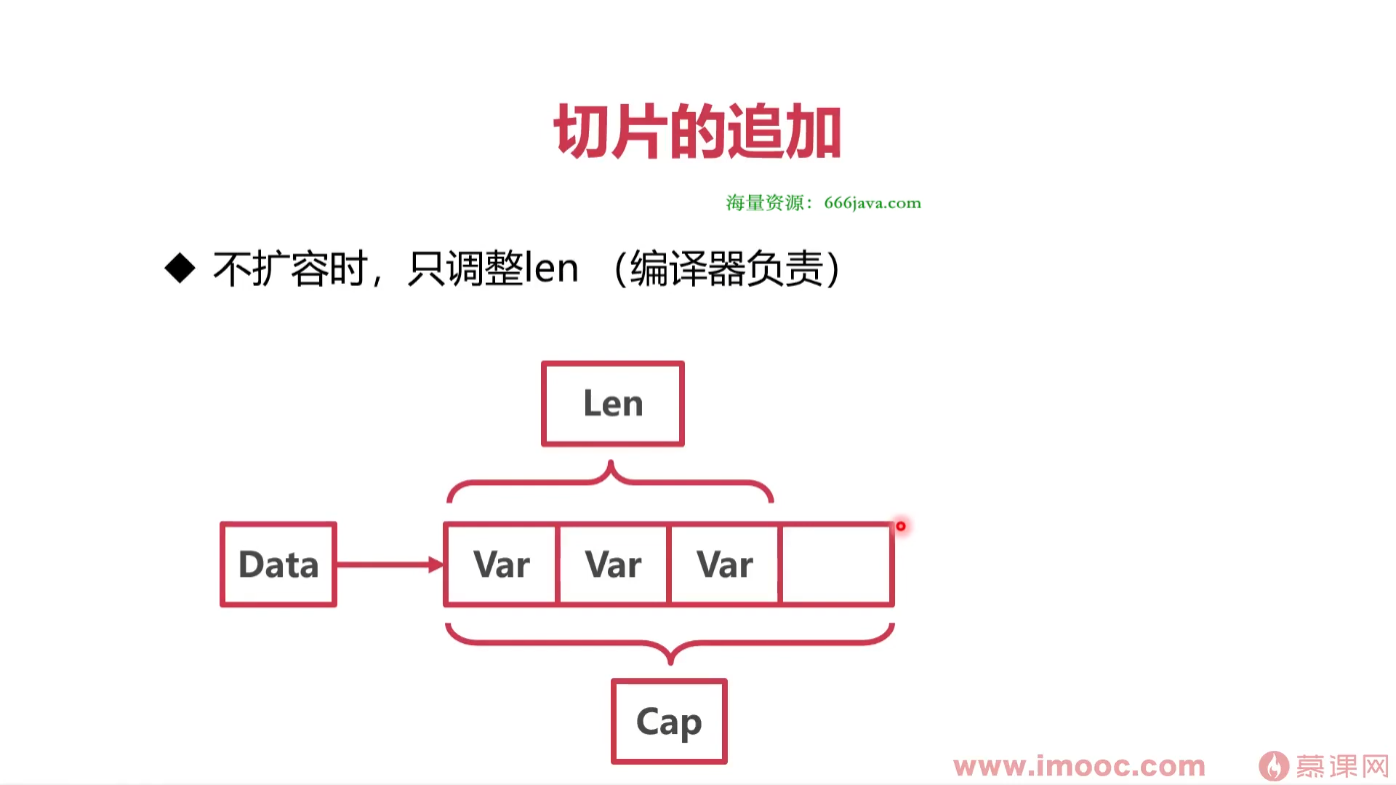 切片的追加
海量资源：666java.com
◆ 不扩容时，只调整len （编译器负责）
Len
Data Var Var Var
Cap
www.imooc.com 慕课网